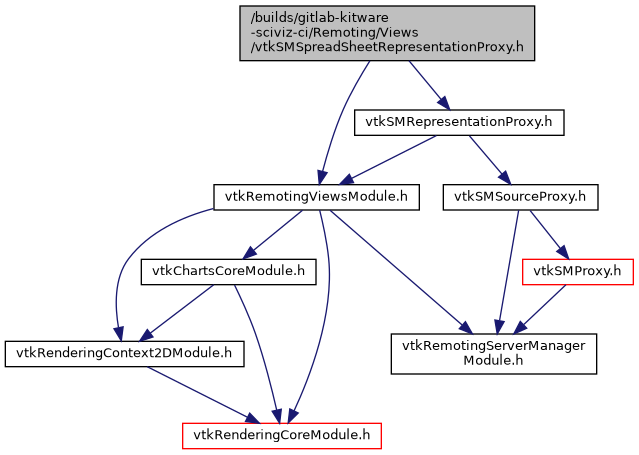 /builds/gitlab-kitware
-sciviz-ci/Remoting/Views
/vtkSMSpreadSheetRepresentationProxy.h
vtkSMRepresentationProxy.h
vtkRemotingViewsModule.h
vtkSMSourceProxy.h
vtkChartsCoreModule.h
vtkSMProxy.h
vtkRenderingContext2DModule.h
vtkRemotingServerManager
Module.h
vtkRenderingCoreModule.h